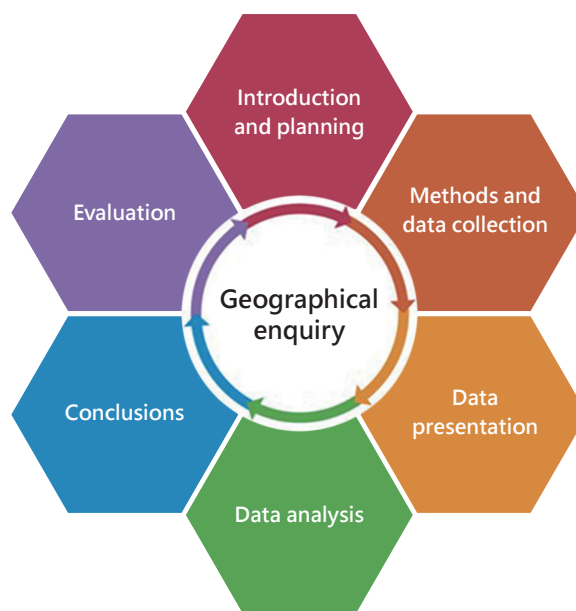 Introduction
and planning
Methods and
data collection
Data
presentation
Data analysis
Conclusions
Evaluation
Geographical
enquiry